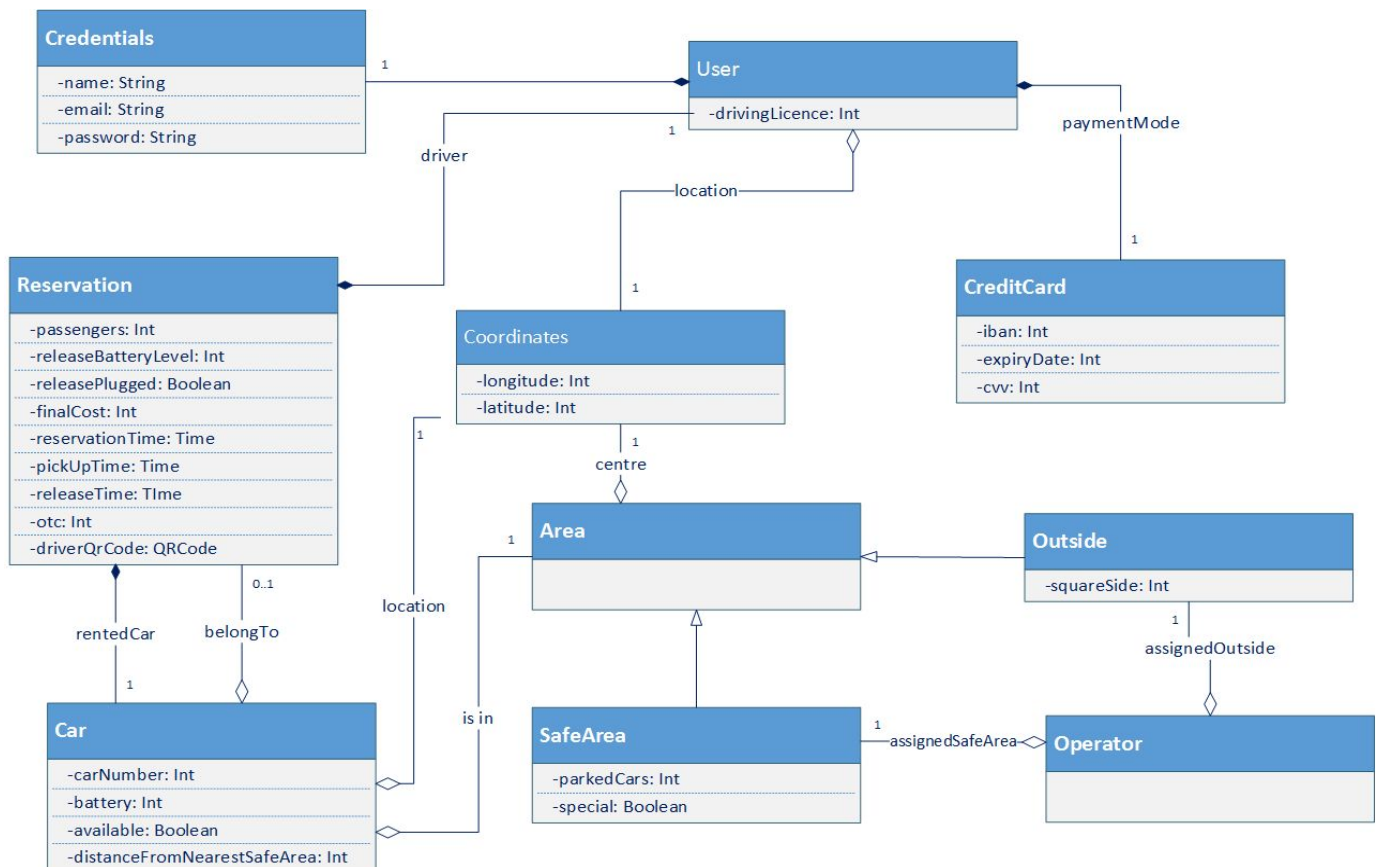 Credentials
-name: String
-email: String
-password: String
1
User
-drivingLicence: Int
1
driver
location
paymentMode
1
1
Reservation
-passengers: Int
-releaseBatteryLevel: Int
-releasePlugged: Boolean
-finalCost: Int
-reservationTime: Time
-pickUpTime: Time
-releaseTime: TIme
-otc: Int
-driverQrCode: QRCode
Coordinates
-longitude: Int
-latitude: Int
CreditCard
-iban: Int
-expiryDate: Int
-cvv: Int
1
1
centre
Area
1
Outside
-squareSide: Int
0..1
rentedCar
belongTo
location
1
assignedOutside
1
is in
Car
-carNumber: Int
-battery: Int
-available: Boolean
-distanceFromNearestSafeArea: Int
SafeArea
-parkedCars: Int
-special: Boolean
1
assignedSafeArea
Operator